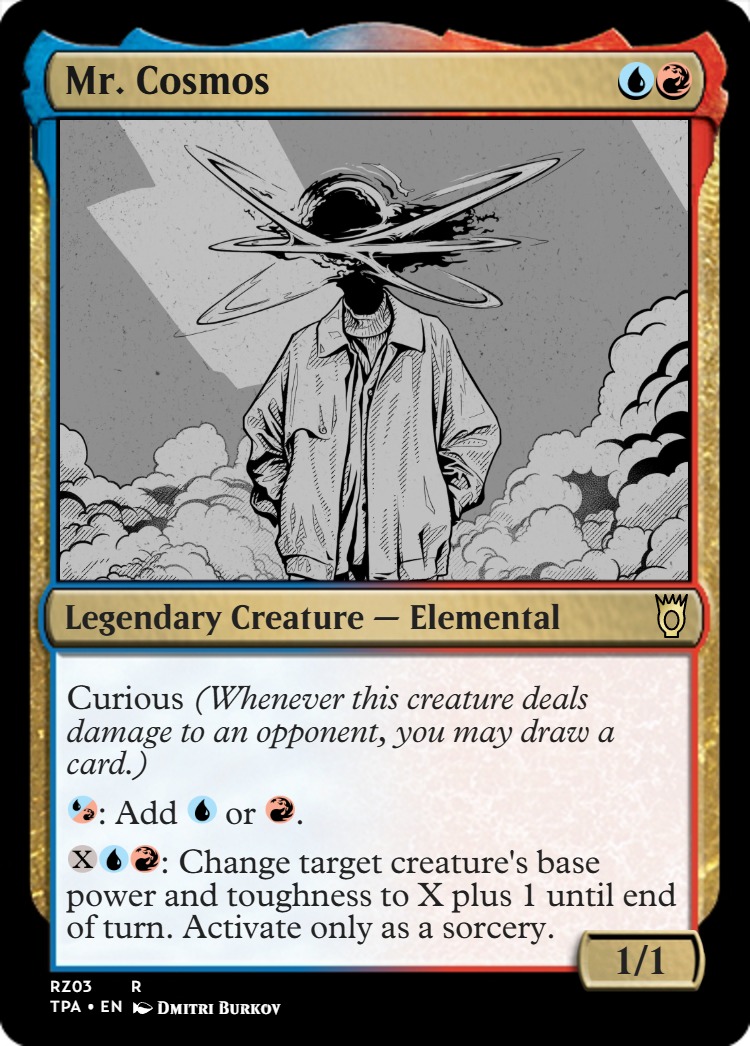 Mr. Cosmos
Legendary Creature — Elemental
Curious (Whenever this creature deals
damage to an opponent, you may draw a
card.)
: Add or .
X: Change target creature's base
power and toughness to X plus 1 until end
of turn. Activate only as a sorcery.
1/1
RZ03 R
TPA • EN DMITRI BURKOV